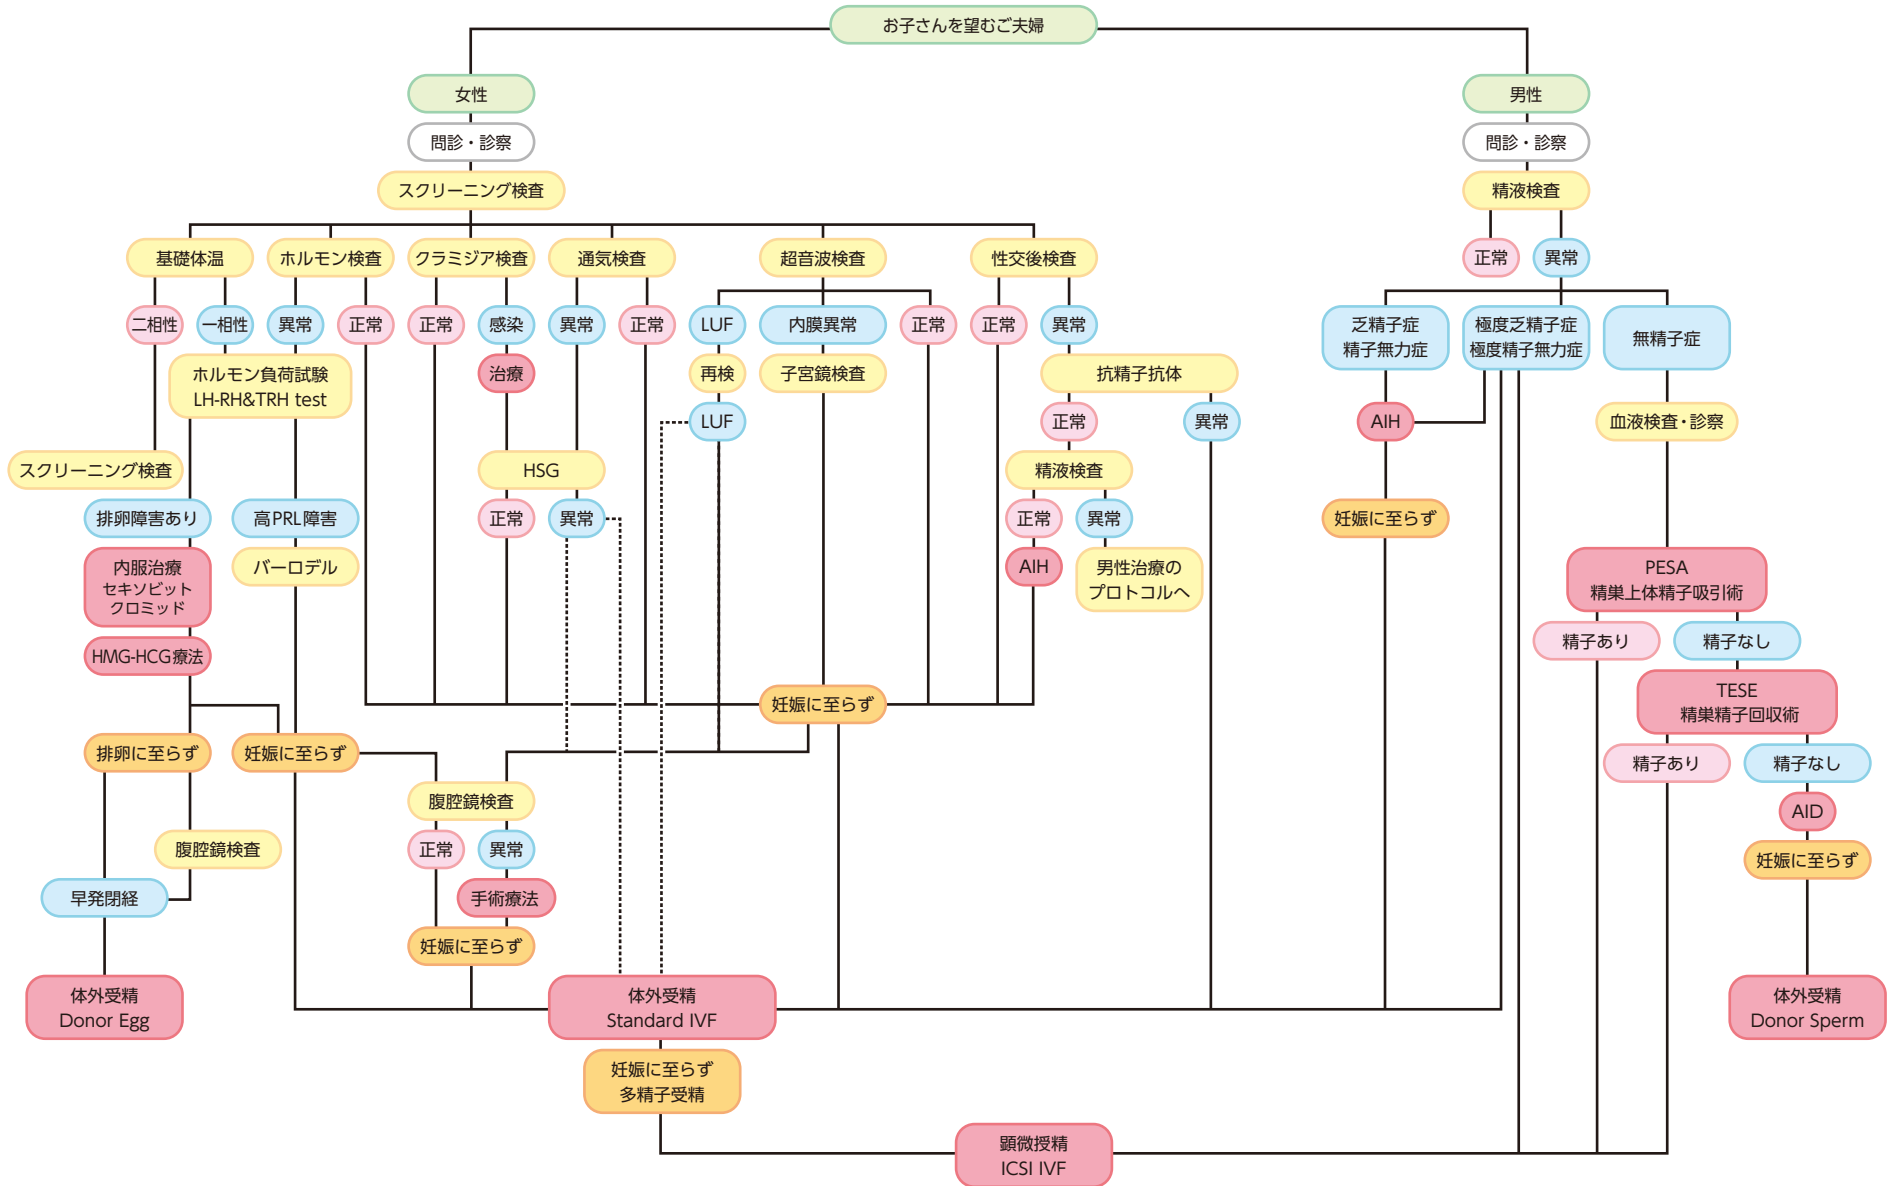 お子さんを望むご夫婦
女性
男性
問診・診察
問診・診察
スクリーニング検査
精液検査
基礎体温
ホルモン検査
クラミジア検査
通気検査
超音波検査
性交後検査
正常
異常
二相性
一相性
異常
正常
正常
感染
異常
正常
LUF
内膜異常
正常
正常
異常
乏精子症
精子無力症
極度乏精子症
極度精子無力症
無精子症
ホルモン負荷試験
LH-RH&TRH test
治療
再検
子宮鏡検査
抗精子抗体
LUF
正常
異常
AIH
血液検査・診察
スクリーニング検査
HSG
精液検査
排卵障害あり
高PRL障害
正常
異常
正常
異常
妊娠に至らず
内服治療
セキソビット
クロミッド
バーロデル
AIH
男性治療の
プロトコルへ
PESA
精巣上体精子吸引術
HMG-HCG療法
精子あり
精子なし
妊娠に至らず
TESE
精巣精子回収術
排卵に至らず
妊娠に至らず
精子あり
精子なし
腹腔鏡検査
AID
腹腔鏡検査
正常
異常
妊娠に至らず
早発閉経
手術療法
妊娠に至らず
体外受精
Donor Egg
体外受精
Standard IVF
体外受精
Donor Sperm
妊娠に至らず
多精子受精
顕微授精
ICSI IVF